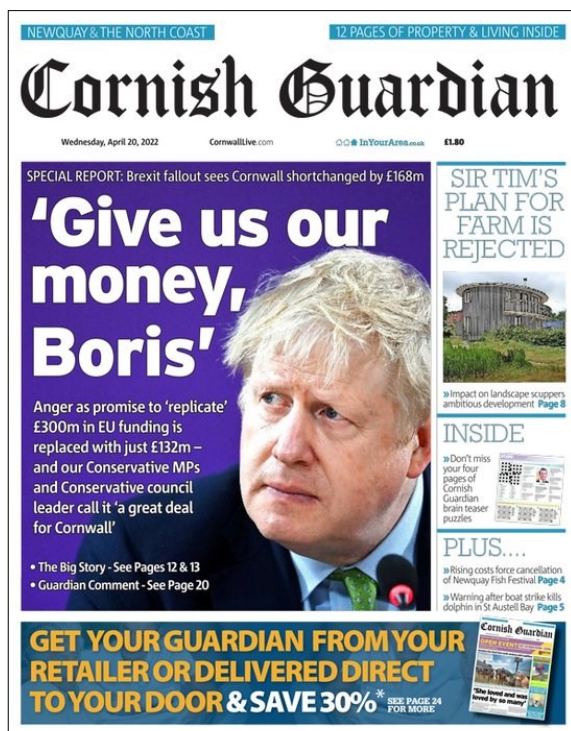 NEWQUAY & THE NORTH COAST
12 PAGES OF PROPERTY & LIVING INSIDE
Cornish Guardian
Wednesday, April 20, 2022
CornwallLive.com
InYourArea.co.uk
£1.80
SPECIAL REPORT: Brexit fallout sees Cornwall shortchanged by £168m
'Give us our
money,
Boris'
Anger as promise to 'replicate'
£300m in EU funding is
replaced with just £132m –
and our Conservative MPs
and Conservative council
leader call it 'a great deal
for Cornwall'
• The Big Story - See Pages 12 & 13
• Guardian Comment - See Page 20
SIR TIM'S
PLAN FOR
FARM IS
REJECTED
»Impact on landscape scuppers
ambitious development Page 8
INSIDE
»Don't miss
your four
pages of
Cornish
Guardian
brain teaser
puzzles
PLUS....
»Rising costs force cancellation
of Newquay Fish Festival Page 4
»Warning after boat strike kills
dolphin in St Austell Bay Page 5
GET YOUR GUARDIAN FROM YOUR
RETAILER OR DELIVERED DIRECT
TO YOUR DOOR & SAVE 30%* SEE PAGE 24
FOR MORE
Cornish Guardian
'She loved and was
loved by so many'